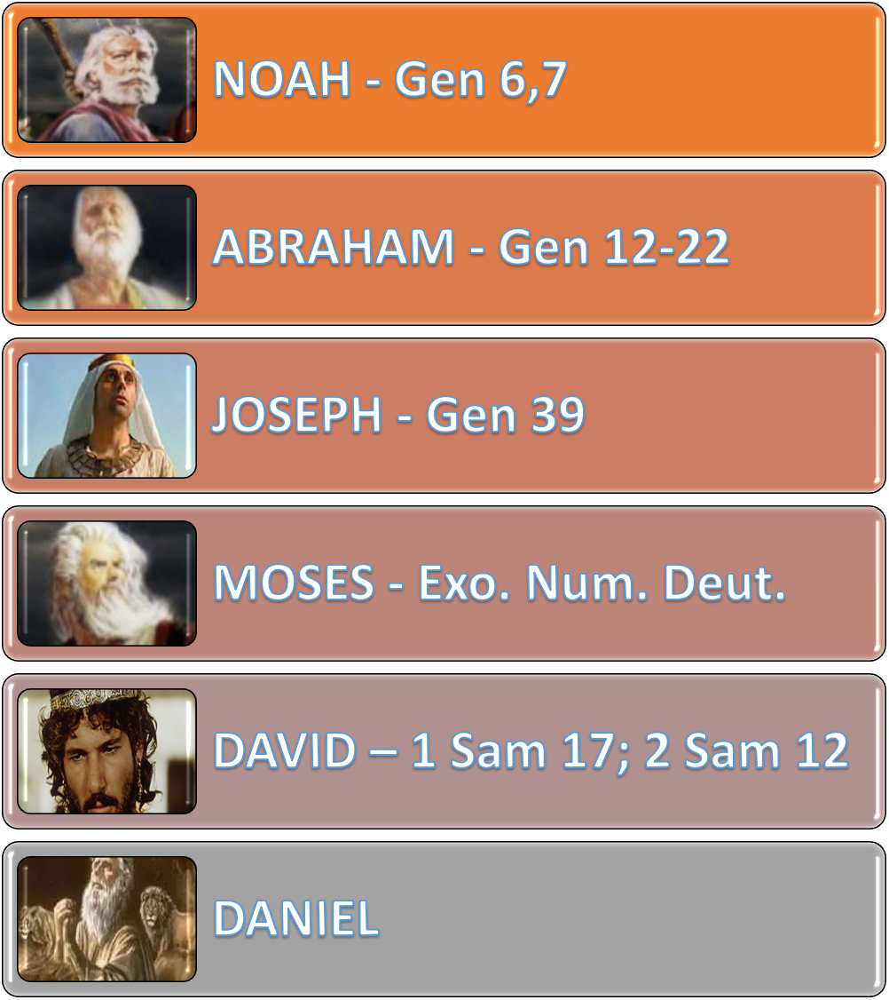 NOAH - Gen 6,7
ABRAHAM - Gen 12-22
JOSEPH - Gen 39
MOSES - Exo. Num. Deut.
DAVID – 1 Sam 17; 2 Sam 12
DANIEL